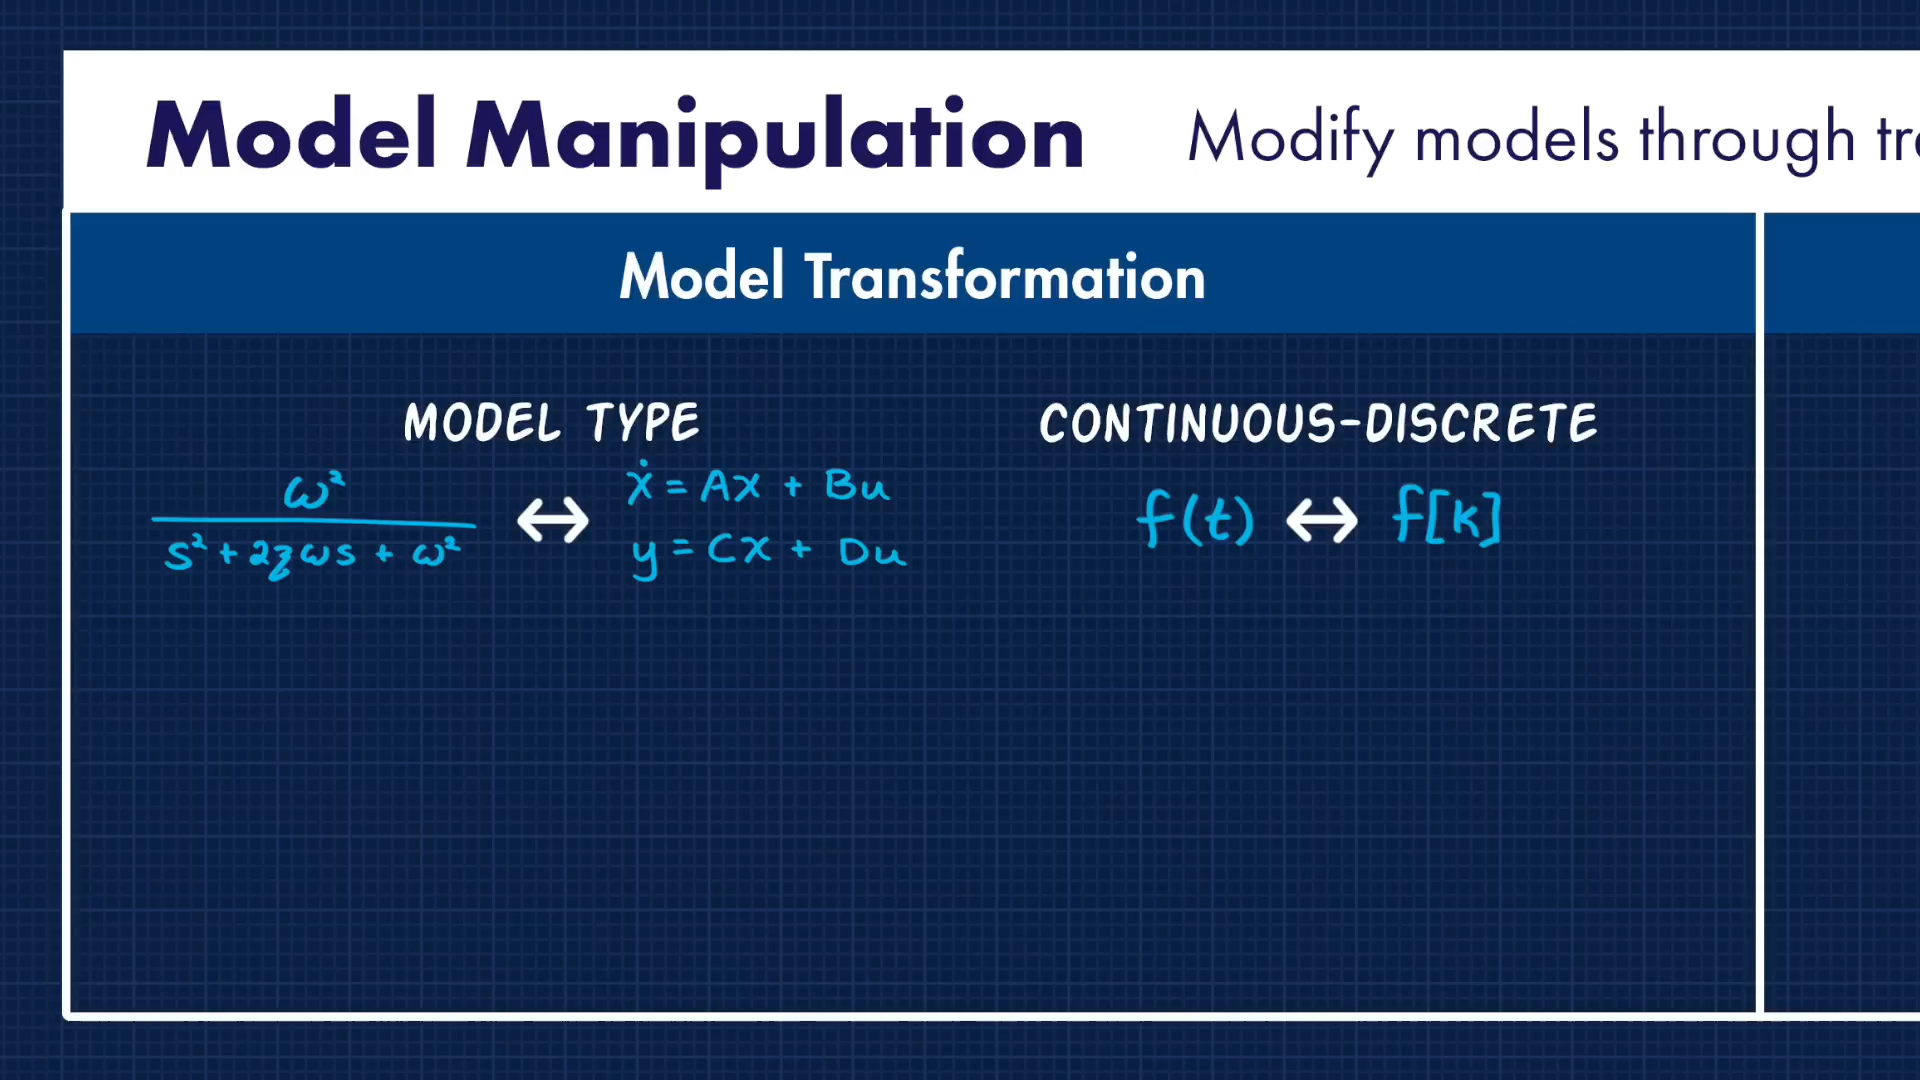 Model Manipulation
Modify models through tr
Model Transformation
MODEL TYPE
ω²
s² + 2ζωs + ω²
↔
ẋ = Ax + Bu
y = Cx + Du
CONTINUOUS-DISCRETE
f(t) ↔ f[k]